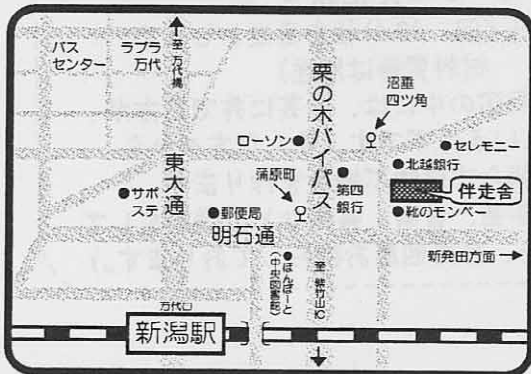 バス
センター
ラブラ
万代
至 万代橋
栗の木バイパス
沼垂
四ツ角
ローソン
セレモニー
東大通
蒲原町
第四
銀行
北越銀行
伴走舎
サポ
ステ
郵便局
靴のモンベー
明石通
ほんぽーと
(中央図書館)
至 紫竹山IC
新発田方面→
万代口
新潟駅